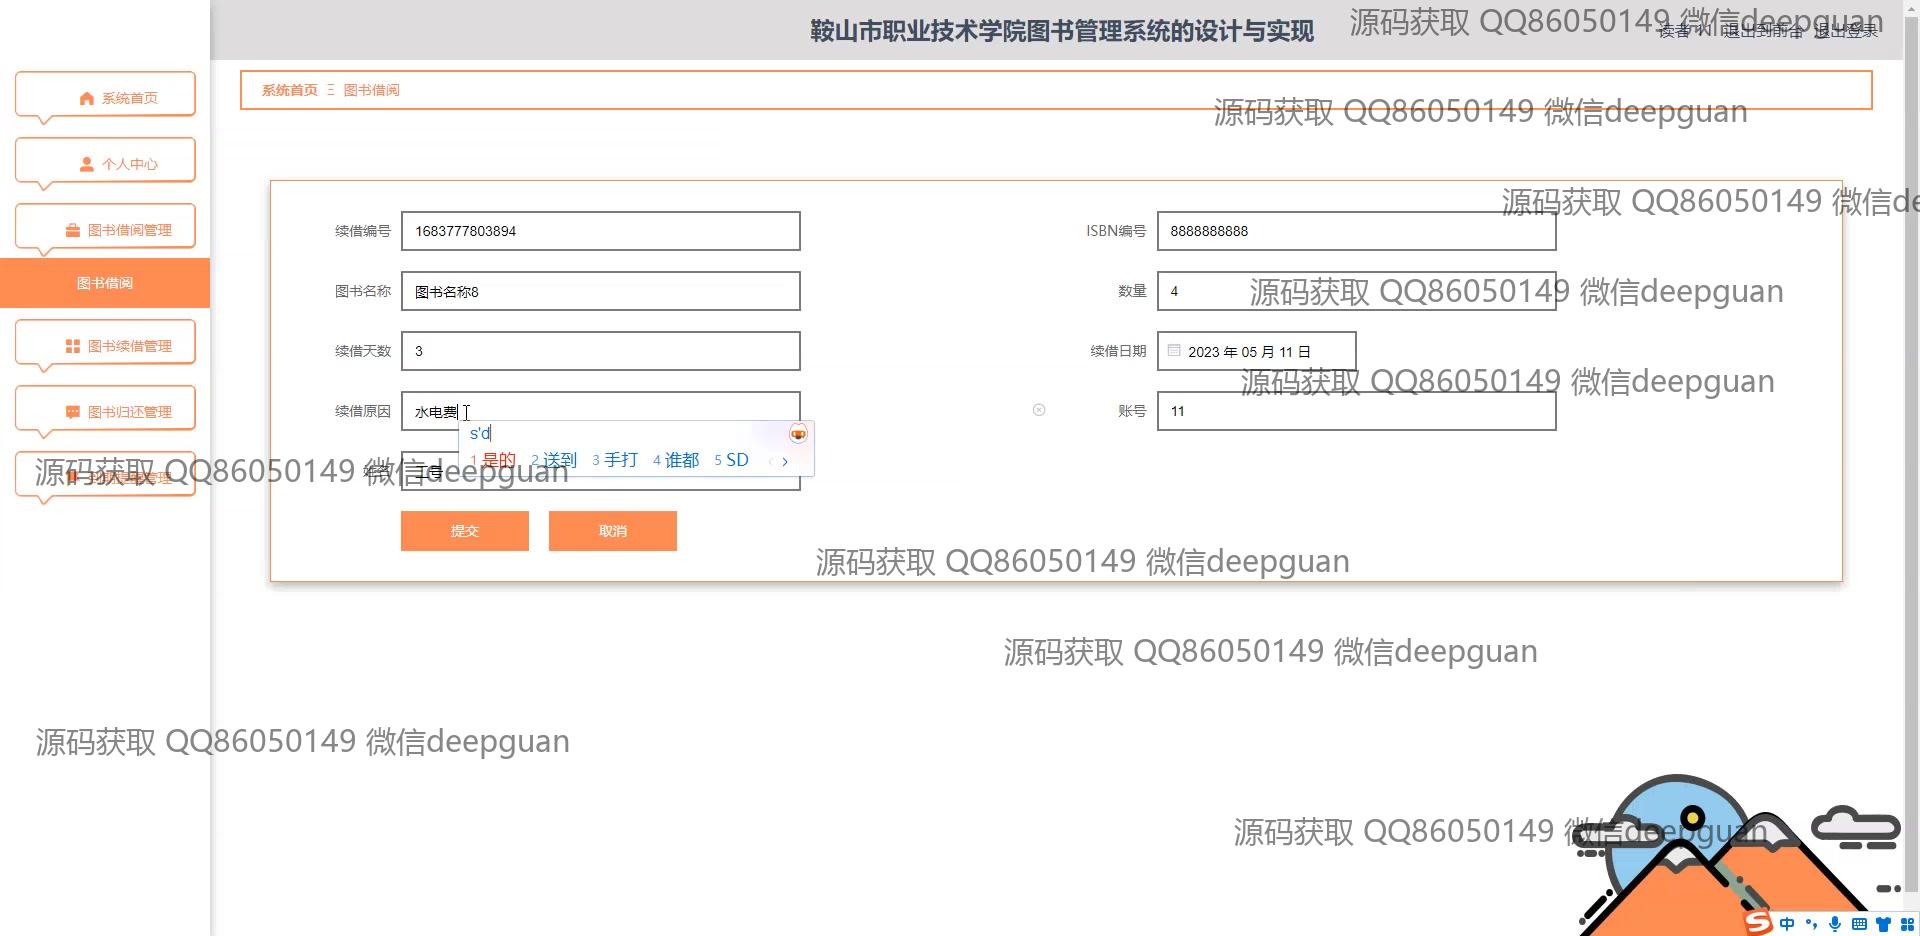 鞍山市职业技术学院图书管理系统的设计与实现
源码获取 QQ86050149 微信deepguan
读者 11 退出到前台 退出登录
系统首页
个人中心
图书借阅管理
图书借阅
图书续借管理
图书归还管理
系统首页 Ξ 图书借阅
源码获取 QQ86050149 微信deepguan
源码获取 QQ86050149 微信de
续借编号 1683777803894
ISBN编号 8888888888
图书名称 图书名称8
数量 4
源码获取 QQ86050149 微信deepguan
续借天数 3
续借日期 2023 年 05 月 11 日
源码获取 QQ86050149 微信deepguan
续借原因 水电费
账号 11
s'd
1 是的 2 送到 3 手打 4 谁都 5 SD
源码获取 QQ86050149 微信deepguan
姓名
提交 取消
源码获取 QQ86050149 微信deepguan
源码获取 QQ86050149 微信deepguan
源码获取 QQ86050149 微信deepguan
源码获取 QQ86050149 微信deepguan
中